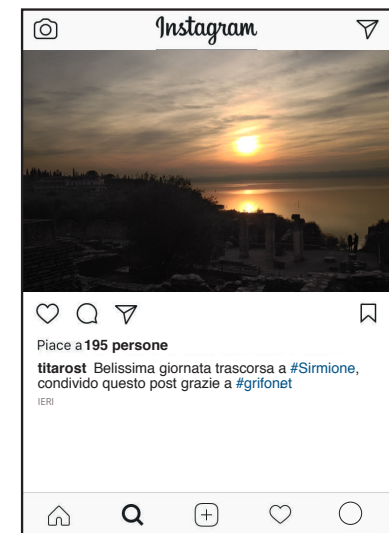 Instagram
Piace a 195 persone
titarost Belissima giornata trascorsa a #Sirmione,
condivido questo post grazie a #grifonet
IERI